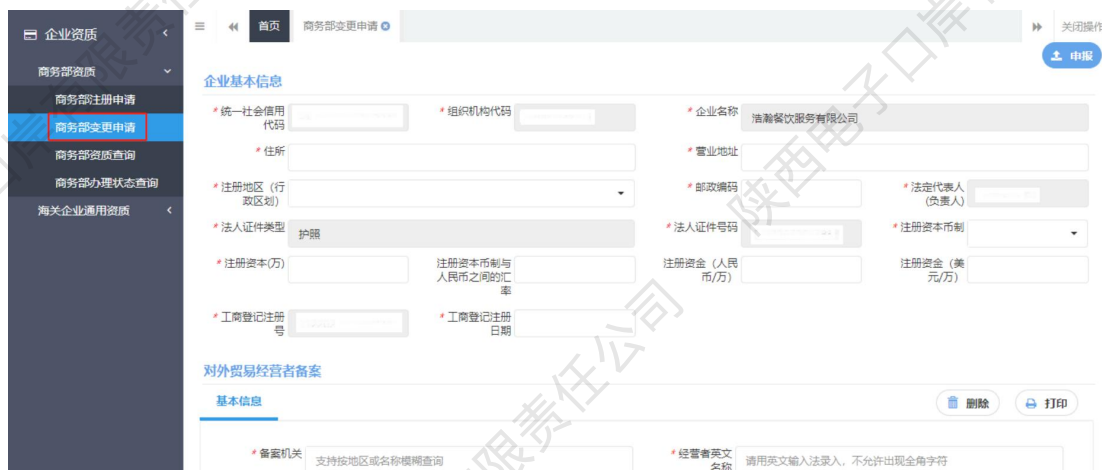 企业资质
首页
商务部变更申请
关闭操作
申报
商务部资质
商务部注册申请
商务部变更申请
商务部资质查询
商务部办理状态查询
海关企业通用资质
企业基本信息
* 统一社会信用代码
* 组织机构代码
* 企业名称 浩瀚餐饮服务有限公司
* 住所
* 营业地址
* 注册地区（行政区划）
* 邮政编码
* 法定代表人(负责人)
* 法人证件类型 护照
* 法人证件号码
* 注册资本币制
* 注册资本(万)
注册资本币制与人民币之间的汇率
注册资金（人民币/万）
注册资金（美元/万）
* 工商登记注册号
* 工商登记注册日期
对外贸易经营者备案
基本信息
删除
打印
* 备案机关 支持按地区或名称模糊查询
* 经营者英文名称 请用英文输入法录入，不允许出现全角字符
陕西电子口岸
有限责任公司